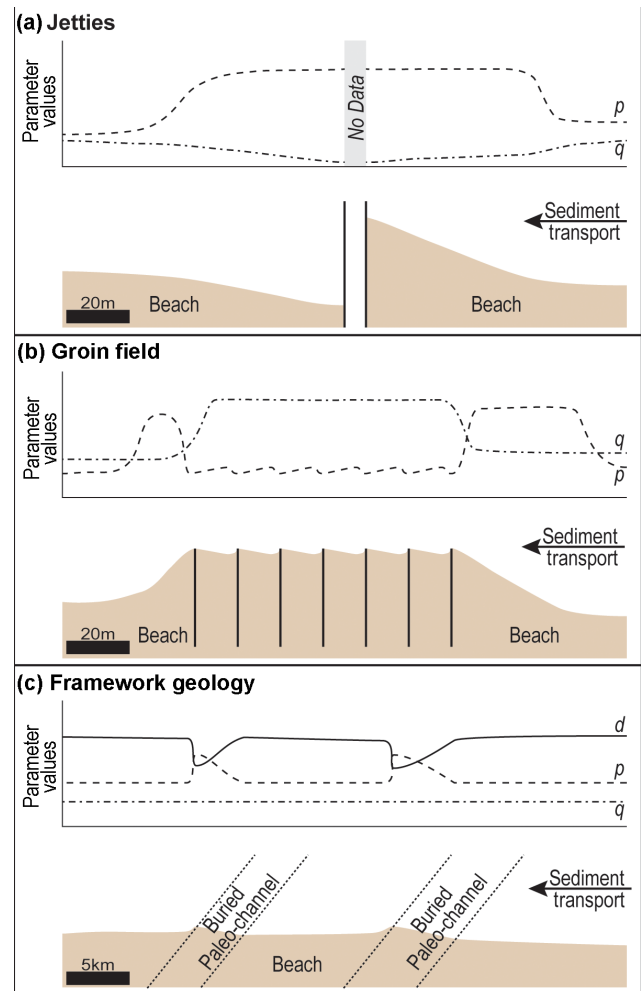 (a) Jetties
Parameter
values
No Data
p
q
Sediment
transport
Beach
Beach
20m
(b) Groin field
Parameter
values
q
p
Sediment
transport
20m
Beach
Beach
(c) Framework geology
Parameter
values
d
p
q
Sediment
transport
Buried
Paleo-channel
Buried
Paleo-channel
5km
Beach